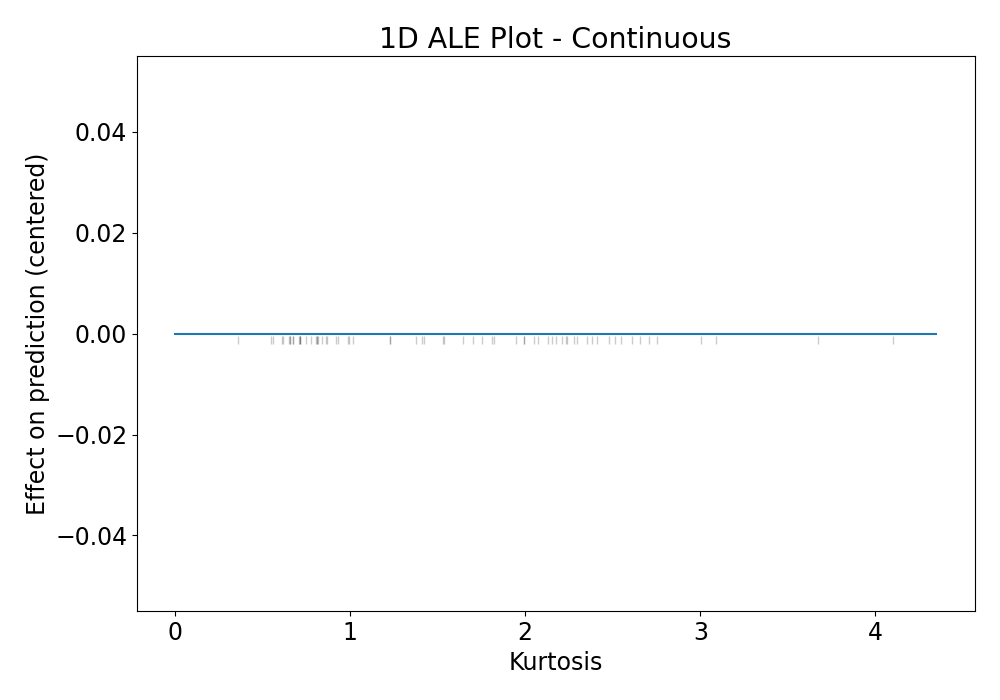 1D ALE Plot - Continuous
Effect on prediction (centered)
0.04
0.02
0.00
−0.02
−0.04
0 1 2 3 4
Kurtosis